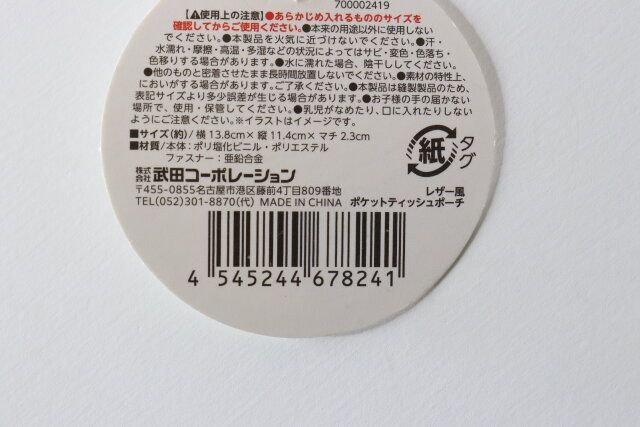 700002419
【⚠使用上の注意】●あらかじめ入れるもののサイズを
確認してからご使用ください。●本来の用途以外に使用しない
でください。●本製品を火気に近づけないでください。●汗・
水濡れ・摩擦・高温・多湿などの状況によってはサビ・変色・色落ち・
色移りする場合があります。●水に濡れた場合、陰干ししてください。
●他のものと密着させたまま長時間放置しないでください。●素材の特性上、
においがする場合があります。ご了承ください。●本製品は縫製製品のため、
表記サイズより多少誤差が生じる場合があります。●お子様の手の届かない
場所で、使用・保管してください。●乳児がなめたり、口に入れたりしない
ようにご注意ください。※イラストはイメージです。
■サイズ(約)/横 13.8cm× 縦 11.4cm× マチ 2.3cm
■材質/本体:ポリ塩化ビニル・ポリエステル
ファスナー:亜鉛合金
紙 タグ
株式会社 武田コーポレーション
〒455-0855名古屋市港区藤前4丁目809番地
TEL(052)301-8870(代) MADE IN CHINA
レザー風
ポケットティッシュポーチ
4 545244 678241